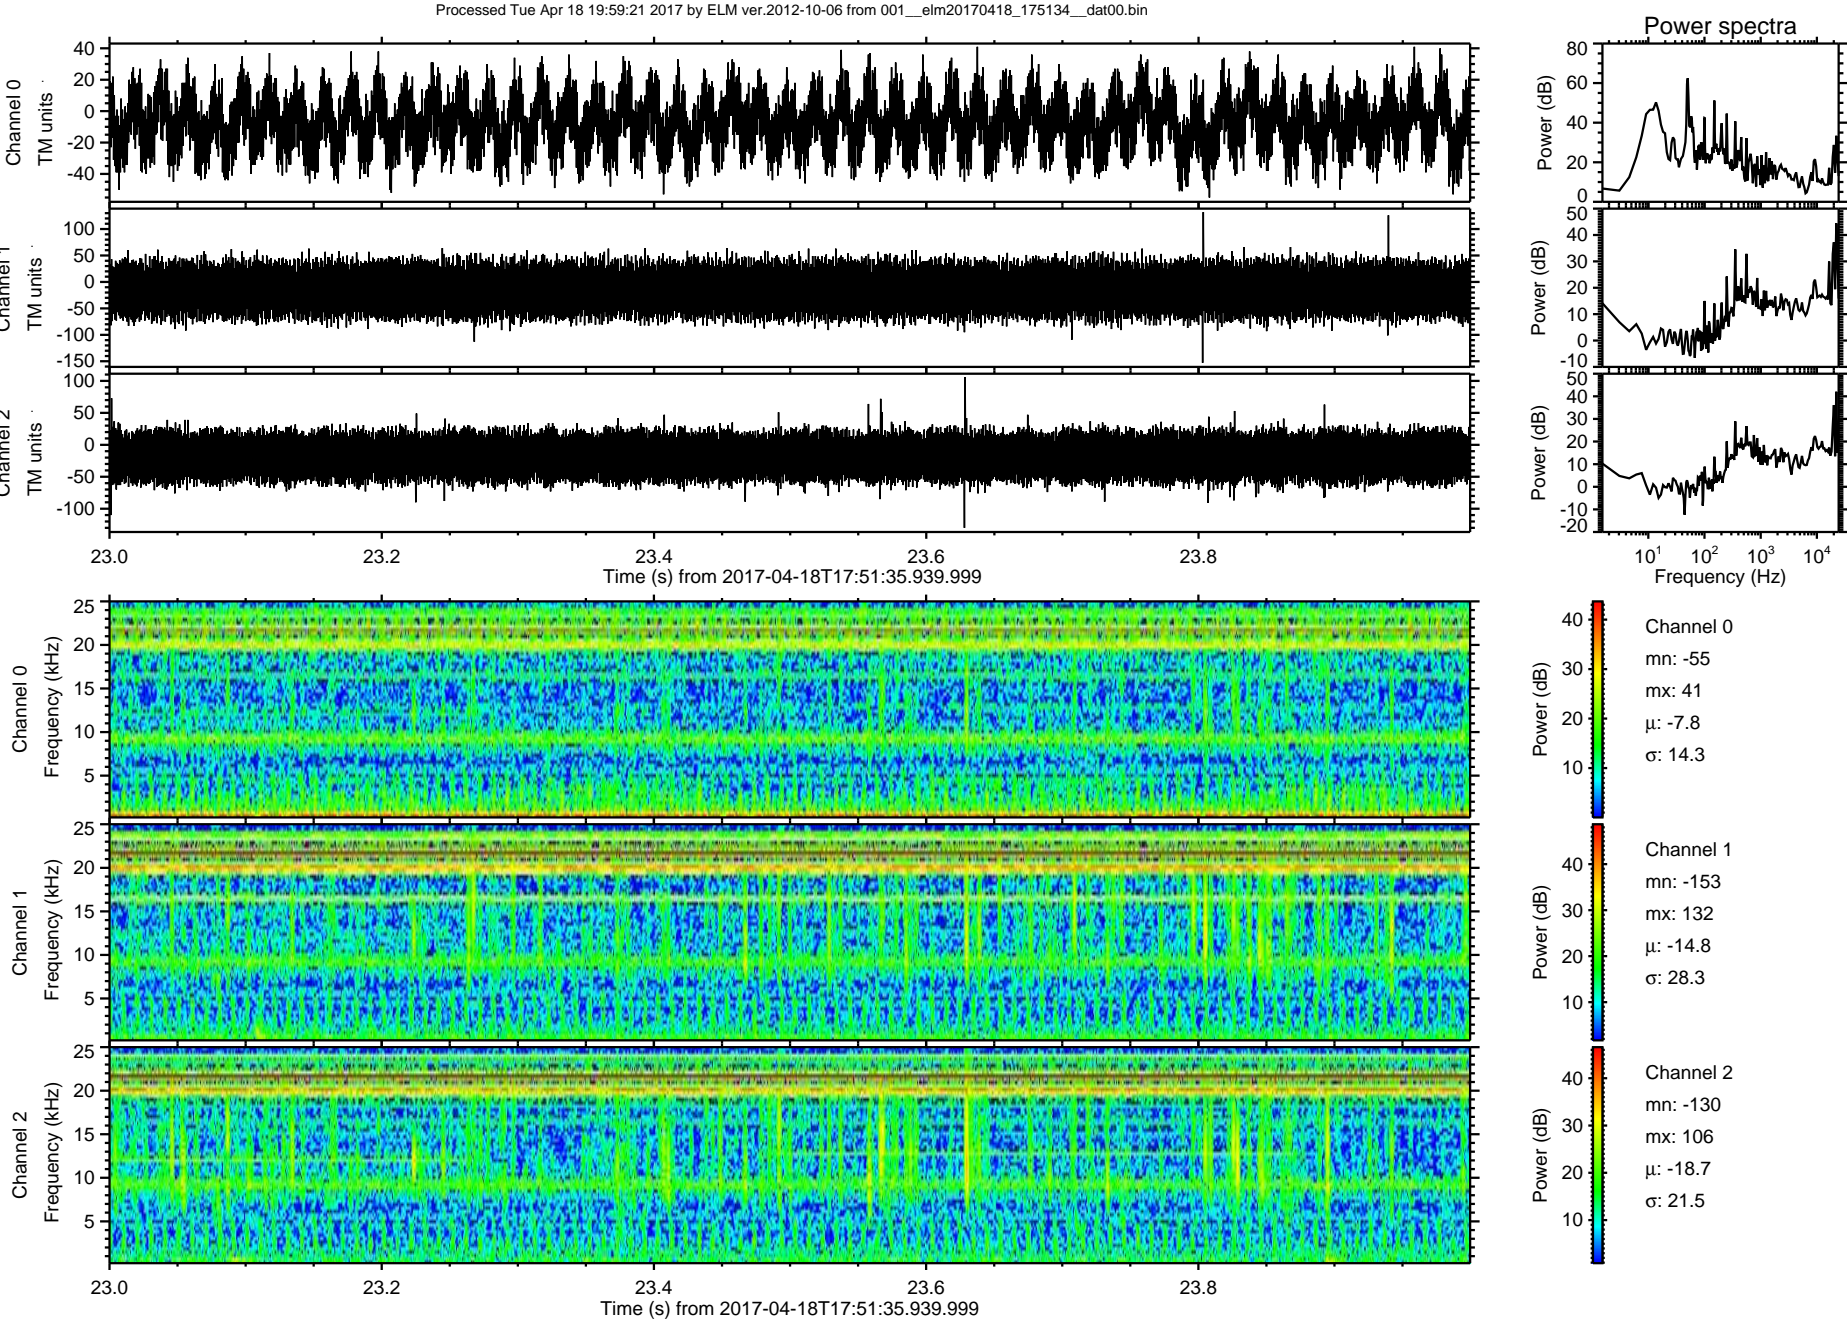 Processed Tue Apr 18 19:59:21 2017 by ELM ver.2012-10-06 from 001__elm20170418_175134__dat00.bin
Power spectra
Channel 0
TM units
40
20
0
-20
-40
Power (dB)
80
60
40
20
0
Channel 1
TM units
100
50
0
-50
-100
-150
Power (dB)
50
40
30
20
10
0
-10
Channel 2
TM units
100
50
0
-50
-100
Power (dB)
50
40
30
20
10
0
-10
-20
23.0 23.2 23.4 23.6 23.8
Time (s) from 2017-04-18T17:51:35.939.999
10¹ 10² 10³ 10⁴
Frequency (Hz)
Channel 0
Frequency (kHz)
25
20
15
10
5
Power (dB)
40
30
20
10
Channel 0
mn: -55
mx: 41
μ: -7.8
σ: 14.3
Channel 1
Frequency (kHz)
25
20
15
10
5
Power (dB)
40
30
20
10
Channel 1
mn: -153
mx: 132
μ: -14.8
σ: 28.3
Channel 2
Frequency (kHz)
25
20
15
10
5
Power (dB)
40
30
20
10
Channel 2
mn: -130
mx: 106
μ: -18.7
σ: 21.5
23.0 23.2 23.4 23.6 23.8
Time (s) from 2017-04-18T17:51:35.939.999